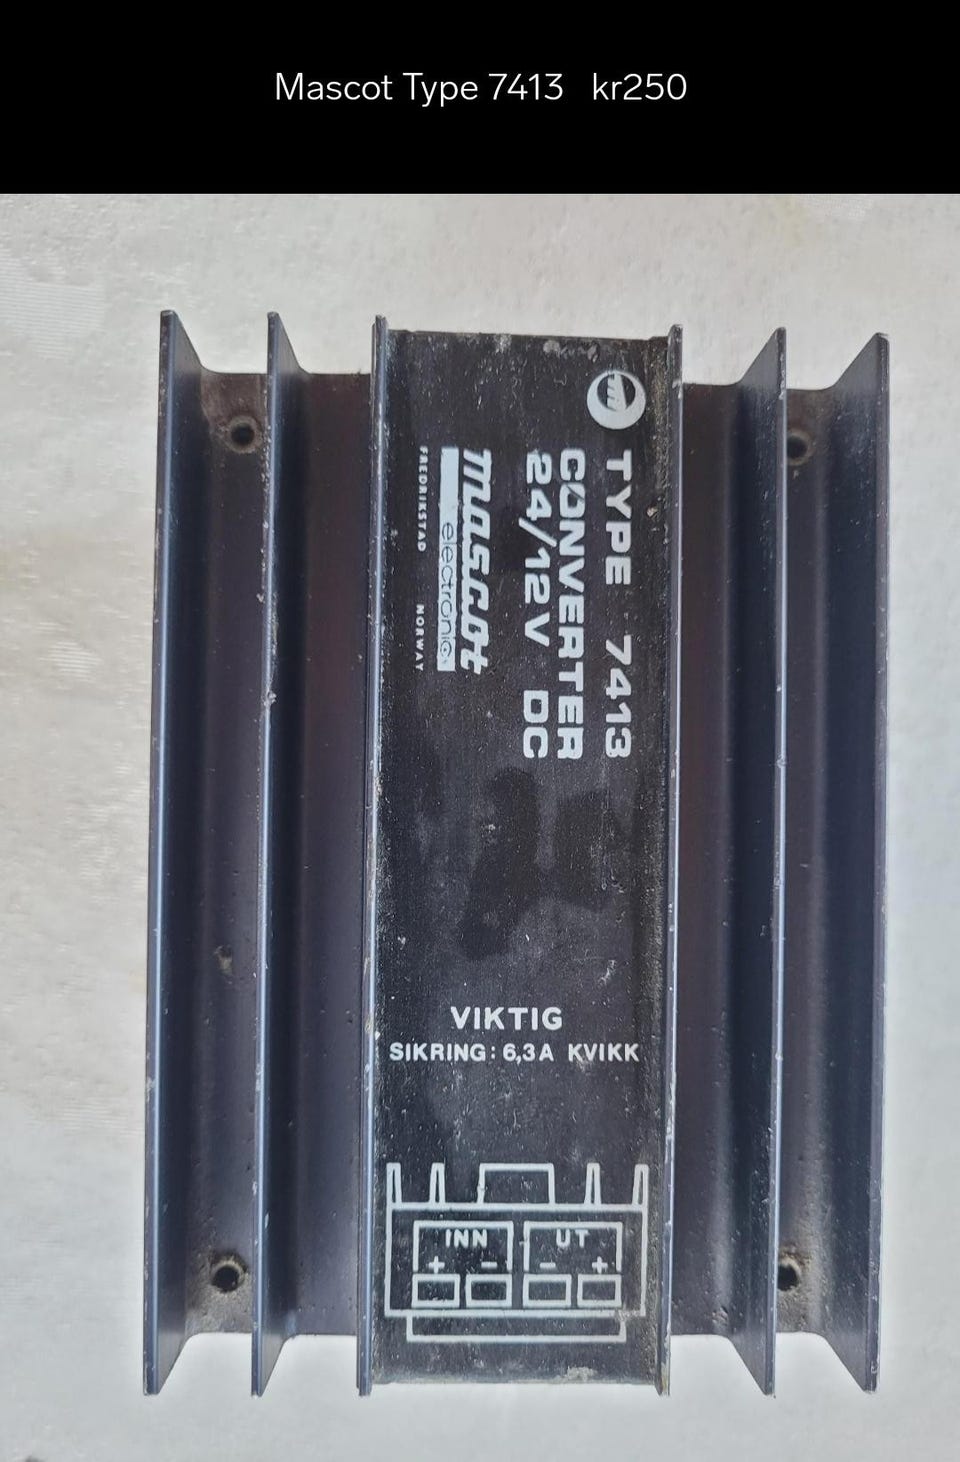 Mascot Type 7413 kr250
TYPE 7413
CONVERTER
24/12V DC
mascot
electronic
FREDRIKSTAD NORWAY
VIKTIG
SIKRING: 6,3A KVIKK
INN UT
+ - - +